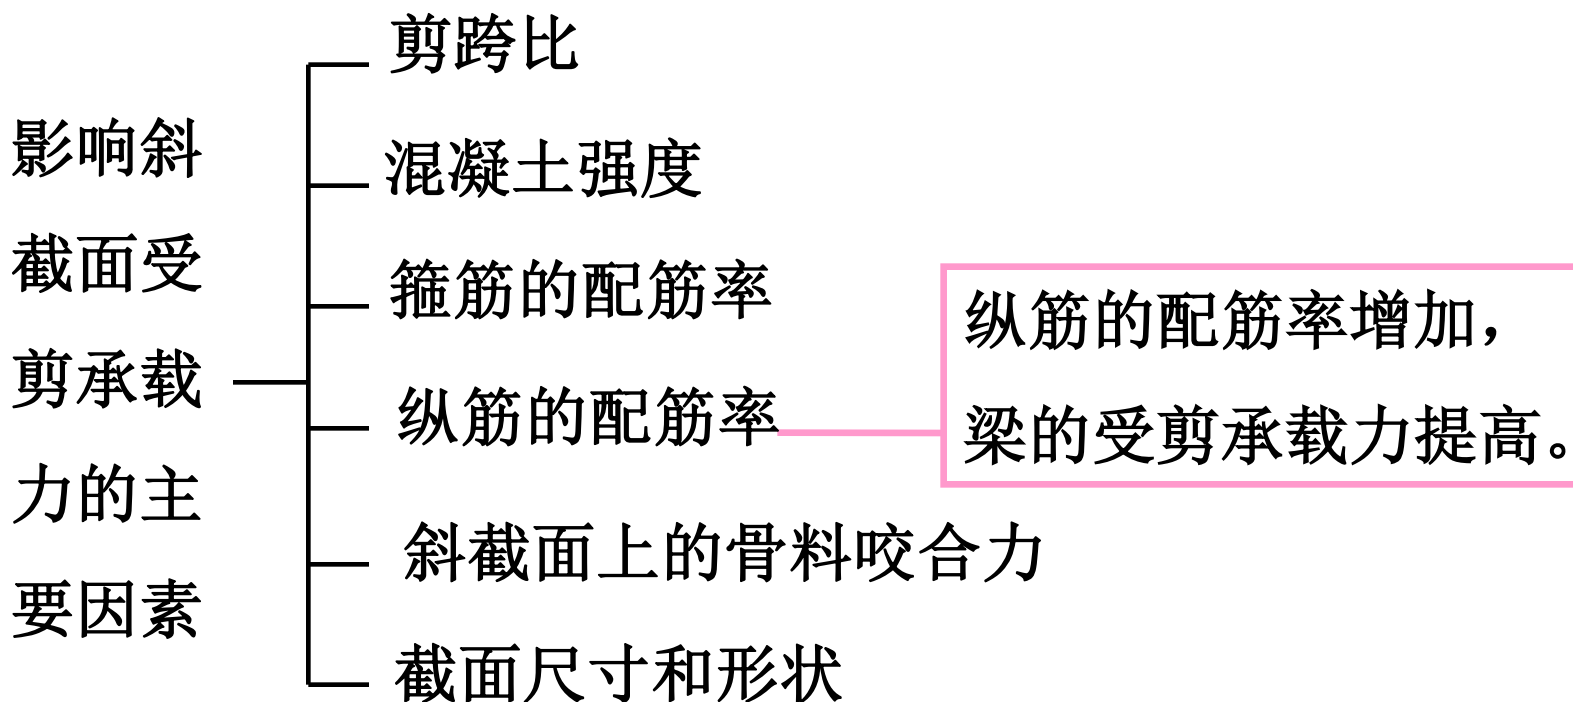 影响斜
截面受
剪承载
力的主
要因素
剪跨比
混凝土强度
箍筋的配筋率
纵筋的配筋率
纵筋的配筋率增加，
梁的受剪承载力提高。
斜截面上的骨料咬合力
截面尺寸和形状